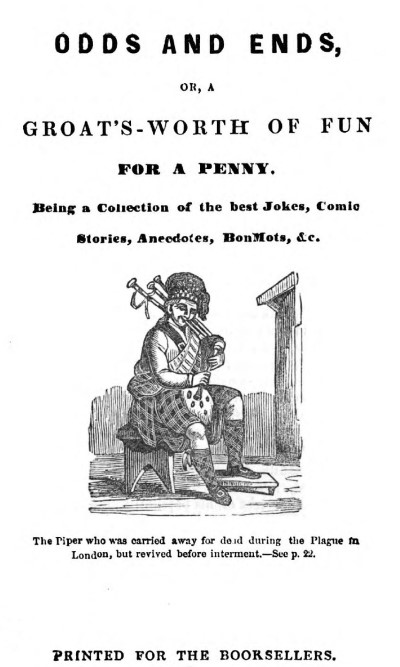 ODDS AND ENDS,
OR, A
GROAT'S-WORTH OF FUN
FOR A PENNY.
Being a Collection of the best Jokes, Comic
Stories, Anecdotes, BonMots, &c.
The Piper who was carried away for dead during the Plague in
London, but revived before interment.—See p. 22.
PRINTED FOR THE BOOKSELLERS.